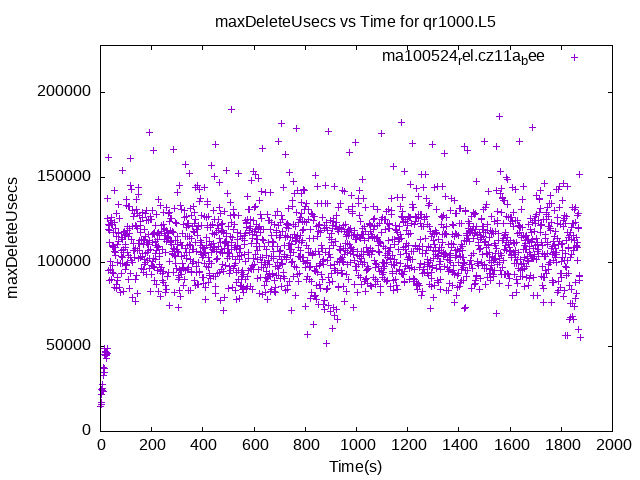 maxDeleteUsecs vs Time for qr1000.L5
ma100524rel.cz11abee
200000
150000
100000
50000
0
maxDeleteUsecs
0 200 400 600 800 1000 1200 1400 1600 1800 2000
Time(s)